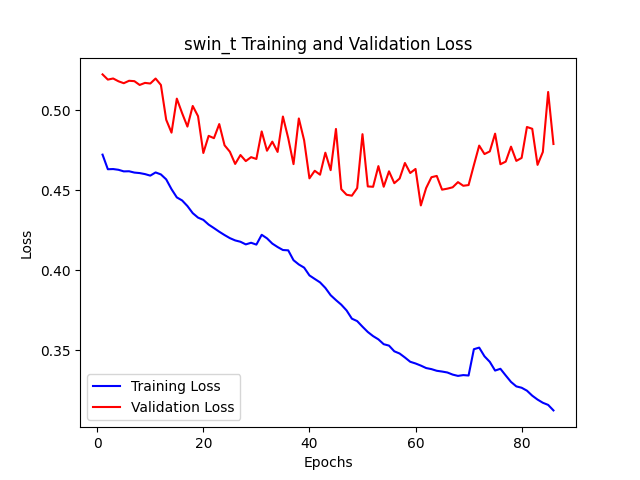 swin_t Training and Validation Loss
0.50
0.45
0.40
0.35
Loss
Training Loss
Validation Loss
0
20
40
60
80
Epochs